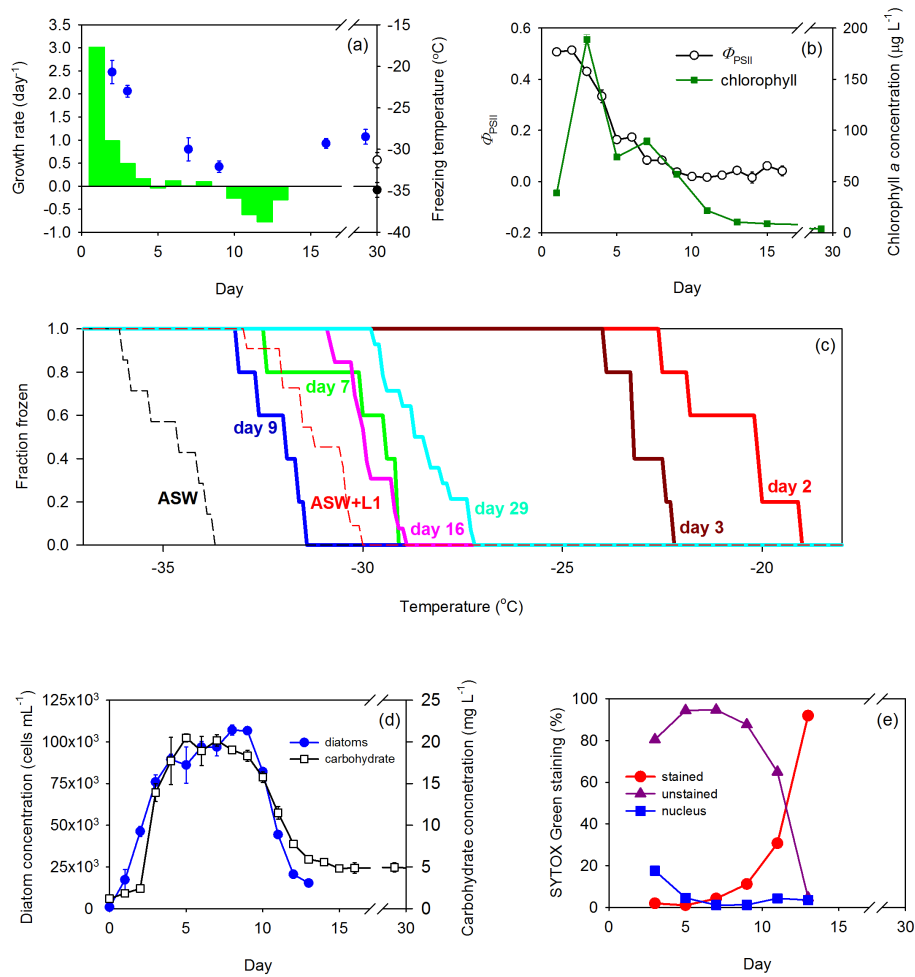 (a)
Growth rate (day-1)
3.5
3.0
2.5
2.0
1.5
1.0
0.5
0.0
-0.5
-1.0
-15
-20
-25
-30
-35
-40
Freezing temperature (oC)
0 5 10 15 30
Day
(b)
ΦPSII
chlorophyll
ΦPSII
0.6
0.4
0.2
0.0
-0.2
200
150
100
50
0
Chlorophyll a concentration (µg L-1)
0 5 10 15 30
Day
(c)
Fraction frozen
1.0
0.8
0.6
0.4
0.2
0.0
ASW
day 9
ASW+L1
day 7
day 16
day 29
day 3
day 2
-35 -30 -25 -20
Temperature (oC)
(d)
Diatom concentration (cells mL-1)
125x103
100x103
75x103
50x103
25x103
0
diatoms
carbohydrate
25
20
15
10
5
0
Carbohydrate concnetration (mg L-1)
0 5 10 15 30
Day
(e)
SYTOX Green staining (%)
100
80
60
40
20
0
stained
unstained
nucleus
0 5 10 15 30
Day